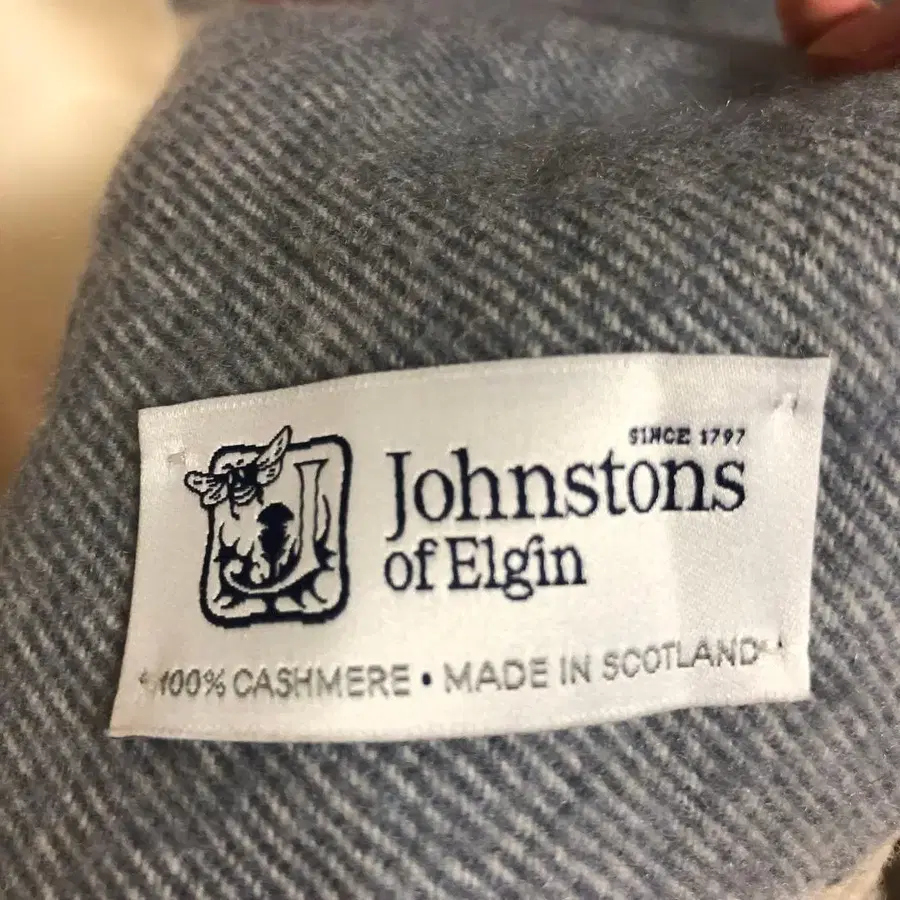 SINCE 1797
Johnstons
of Elgin
100% CASHMERE • MADE IN SCOTLAND